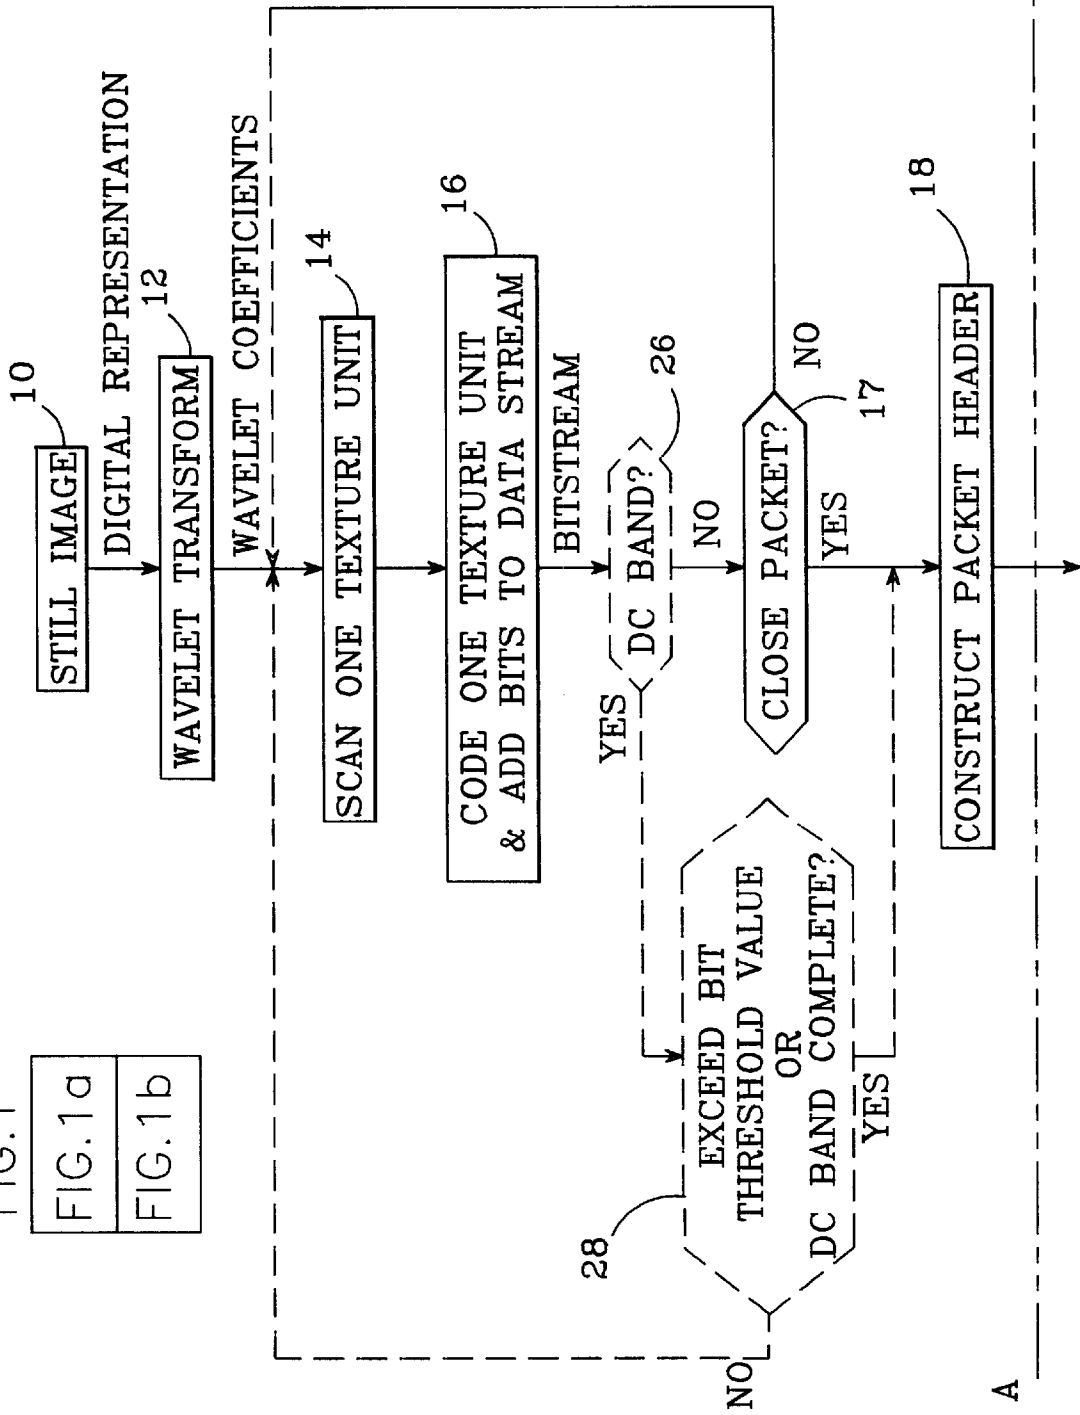 FIG.1
FIG.1a
FIG.1b
STILL IMAGE
10
DIGITAL REPRESENTATION
WAVELET TRANSFORM
12
WAVELET COEFFICIENTS
SCAN ONE TEXTURE UNIT
14
CODE ONE TEXTURE UNIT
& ADD BITS TO DATA STREAM
16
BITSTREAM
DC BAND?
26
YES
NO
CLOSE PACKET?
17
NO
YES
EXCEED BIT
THRESHOLD VALUE
OR
DC BAND COMPLETE?
28
NO
YES
CONSTRUCT PACKET HEADER
18
A